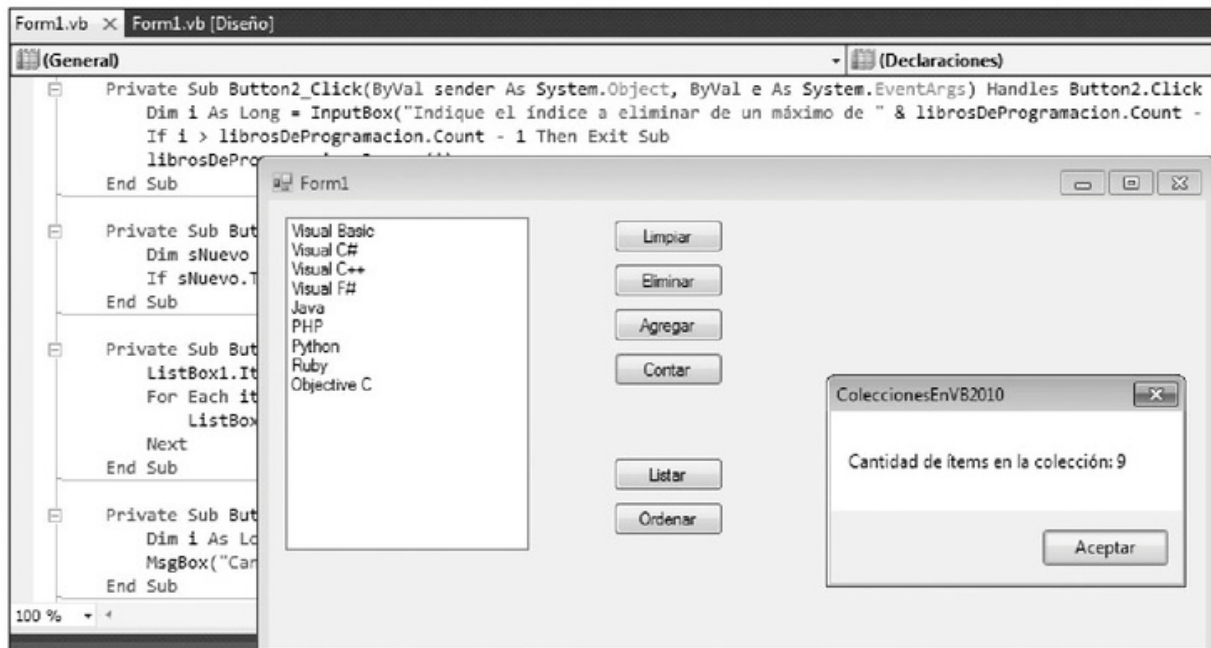 Form1.vb × Form1.vb [Diseño]
(General) (Declaraciones)
Private Sub Button2_Click(ByVal sender As System.Object, ByVal e As System.EventArgs) Handles Button2.Click
Dim i As Long = InputBox("Indique el índice a eliminar de un máximo de " & librosDeProgramacion.Count -
If i > librosDeProgramacion.Count - 1 Then Exit Sub
End Sub
Private Sub But
Dim sNuevo
If sNuevo.T
End Sub
Private Sub But
ListBox1.It
For Each it
ListBox
Next
End Sub
Private Sub But
Dim i As Lo
MsgBox("Can
End Sub
100 %
Form1
Visual Basic
Visual C#
Visual C++
Visual F#
Java
PHP
Python
Ruby
Objective C
Limpiar
Eliminar
Agregar
Contar
Listar
Ordenar
ColeccionesEnVB2010
Cantidad de ítems en la colección: 9
Aceptar